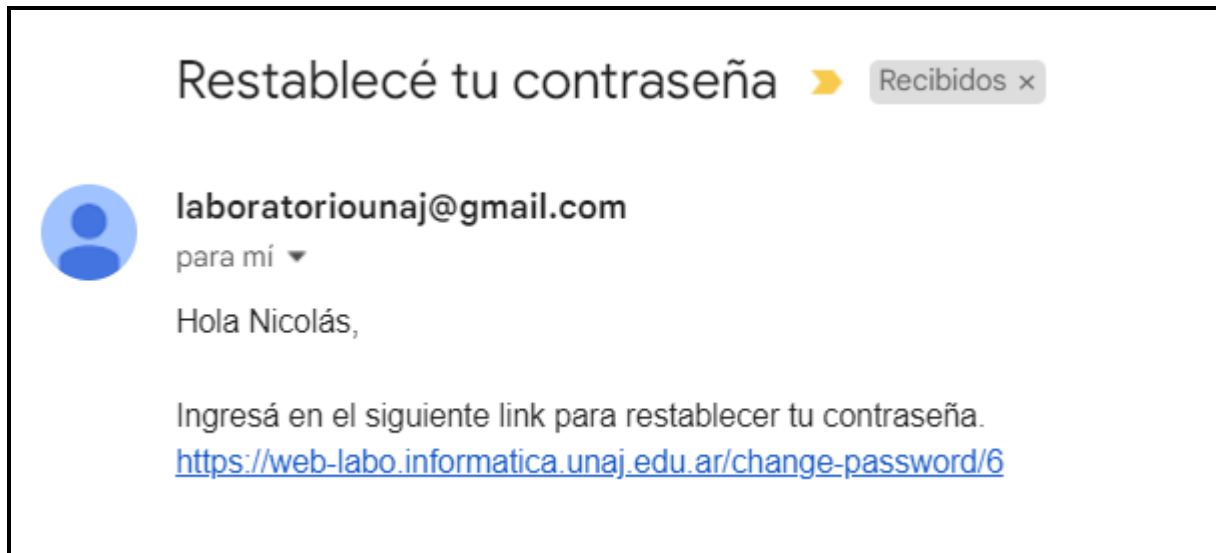 Restablecé tu contraseña Recibidos ×
laboratoriounaj@gmail.com
para mí
Hola Nicolás,
Ingresá en el siguiente link para restablecer tu contraseña.
https://web-labo.informatica.unaj.edu.ar/change-password/6